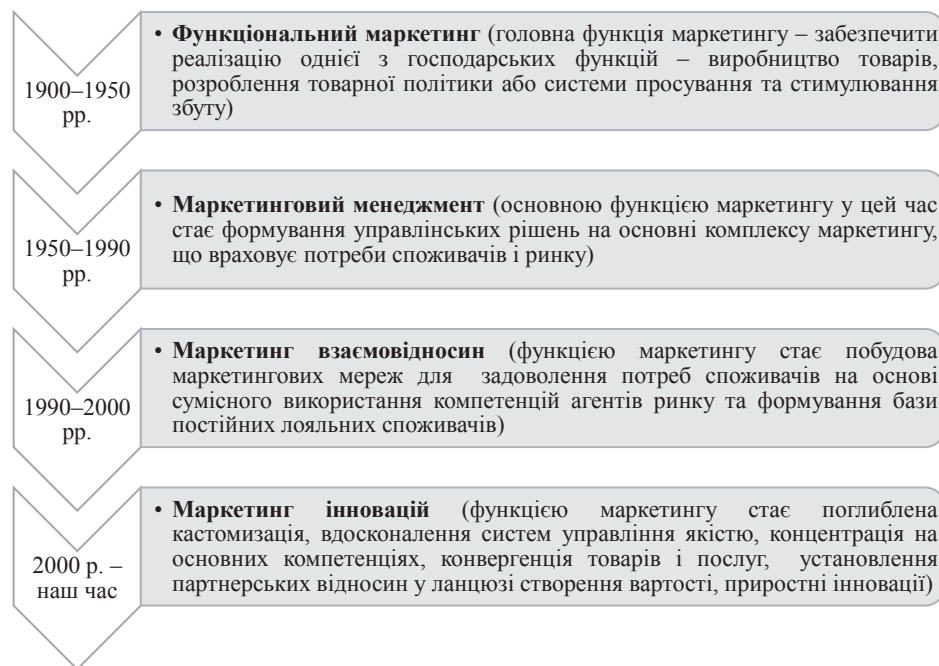 1900–1950
рр.
• Функціональний маркетинг (головна функція маркетингу – забезпечити
реалізацію однієї з господарських функцій – виробництво товарів,
розроблення товарної політики або системи просування та стимулювання
збуту)
1950–1990
рр.
• Маркетинговий менеджмент (основною функцією маркетингу у цей час
стає формування управлінських рішень на основі комплексу маркетингу,
що враховує потреби споживачів і ринку)
1990–2000
рр.
• Маркетинг взаємовідносин (функцією маркетингу стає побудова
маркетингових мереж для задоволення потреб споживачів на основі
сумісного використання компетенцій агентів ринку та формування бази
постійних лояльних споживачів)
2000 р. –
наш час
• Маркетинг інновацій (функцією маркетингу стає поглиблена
кастомизація, вдосконалення систем управління якістю, концентрація на
основних компетенціях, конвергенція товарів і послуг, установлення
партнерських відносин у ланцюзі створення вартості, приростні інновації)